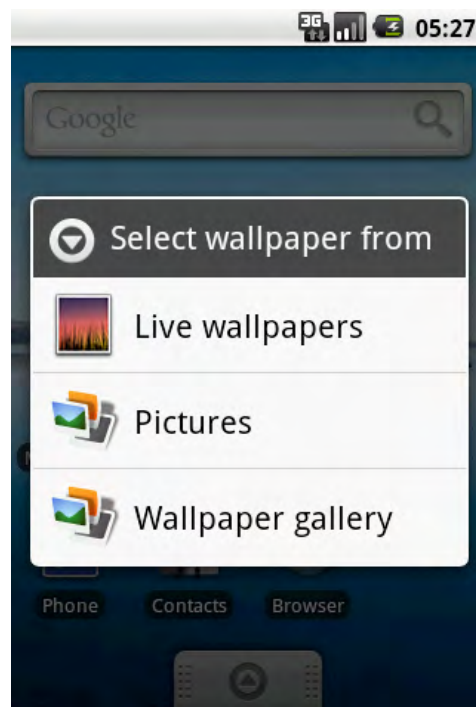 3G
05:27
Google
Select wallpaper from
Live wallpapers
Pictures
Wallpaper gallery
Phone Contacts Browser